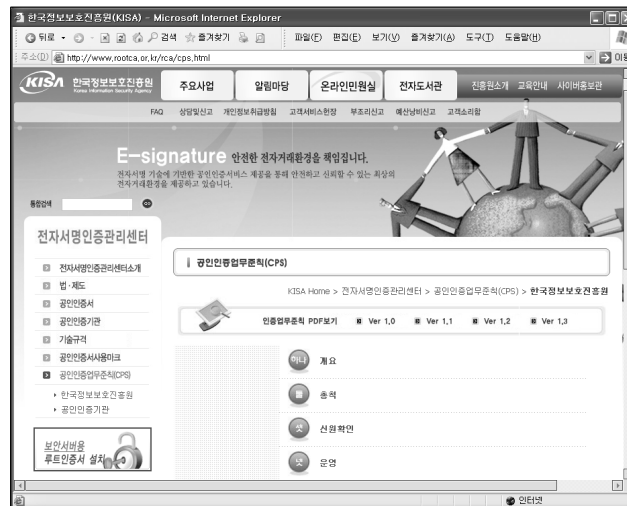 한국정보보호진흥원(KISA) - Microsoft Internet Explorer
뒤로 검색 즐겨찾기 파일(F) 편집(E) 보기(V) 즐겨찾기(A) 도구(T) 도움말(H)
주소(D) http://www.rootca.or.kr/rca/cps.html
KISA 한국정보보호진흥원 주요사업 알림마당 온라인민원실 전자도서관 진흥원소개 교육안내 사이버홍보관
Korea Information Security Agency
FAQ 상담및신고 개인정보취급방침 고객서비스헌장 부조리신고 예산낭비신고 고객소리함
E-signature 안전한 전자거래환경을 책임집니다.
전자서명 기술에 기반한 공인인증서비스 제공을 통해 안전하고 신뢰할 수 있는 최상의
전자거래환경을 제공하고 있습니다.
통합검색
전자서명인증관리센터
전자서명인증관리센터소개
법·제도
공인인증서
공인인증기관
기술규격
공인인증서사용마크
공인인증업무준칙(CPS)
한국정보보호진흥원
공인인증기관
보안서버용
루트인증서 설치
공인인증업무준칙(CPS)
KISA Home > 전자서명인증관리센터 > 공인인증업무준칙(CPS) > 한국정보보호진흥원
인증업무준칙 PDF보기 Ver 1.0 Ver 1.1 Ver 1.2 Ver 1.3
하나 개요
둘 총칙
셋 신원확인
넷 운영
인터넷